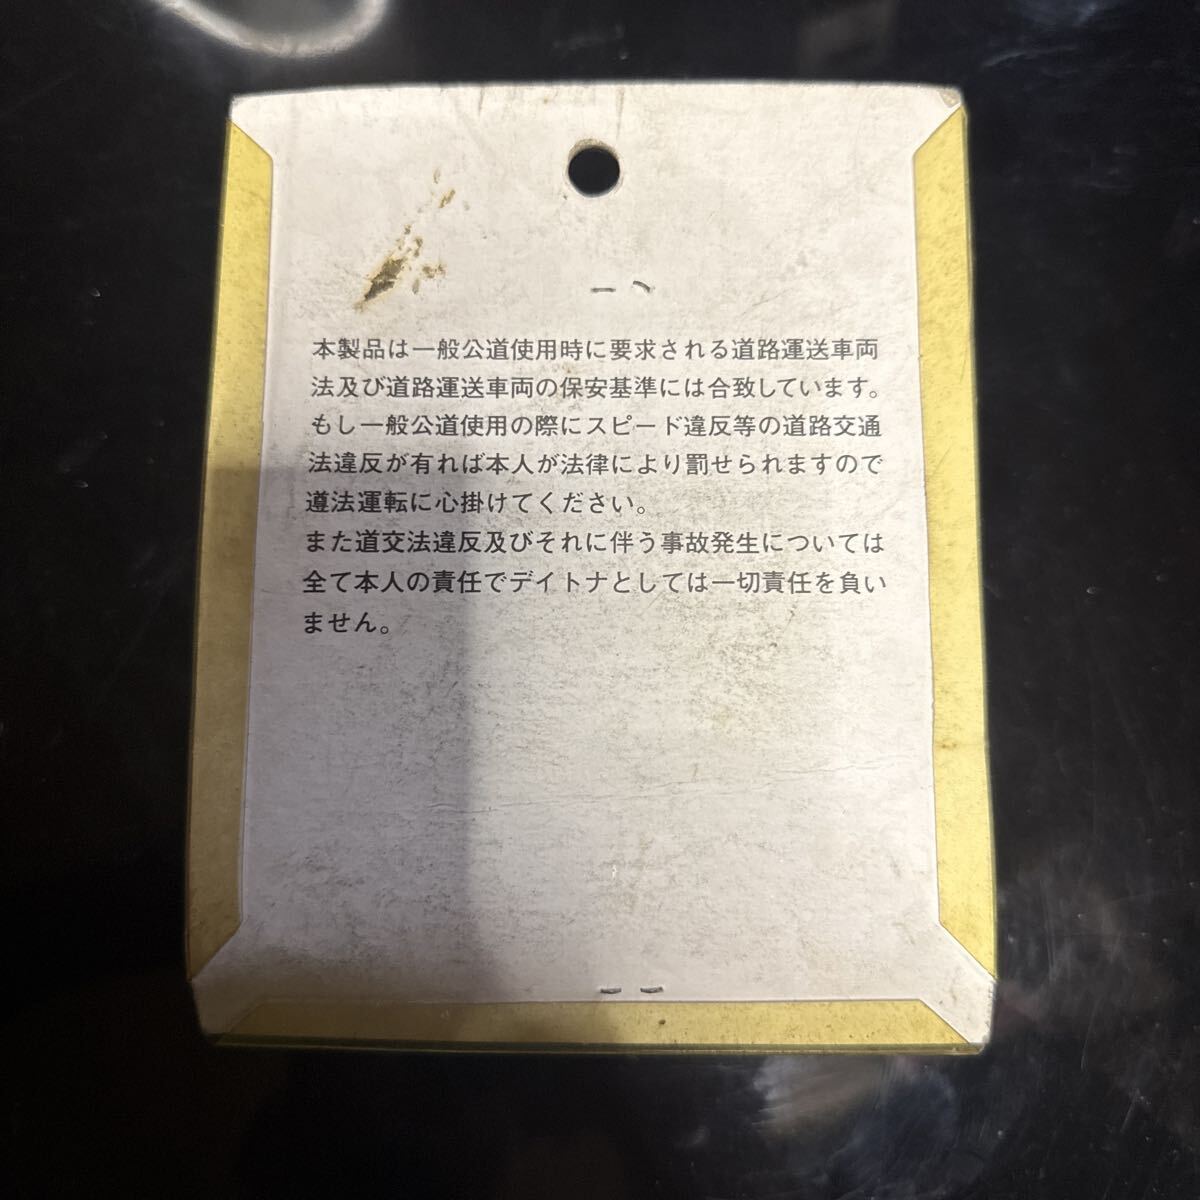 本製品は一般公道使用時に要求される道路運送車両
法及び道路運送車両の保安基準には合致しています。
もし一般公道使用の際にスピード違反等の道路交通
法違反が有れば本人が法律により罰せられますので
遵法運転に心掛けてください。
また道交法違反及びそれに伴う事故発生については
全て本人の責任でデイトナとしては一切責任を負い
ません。